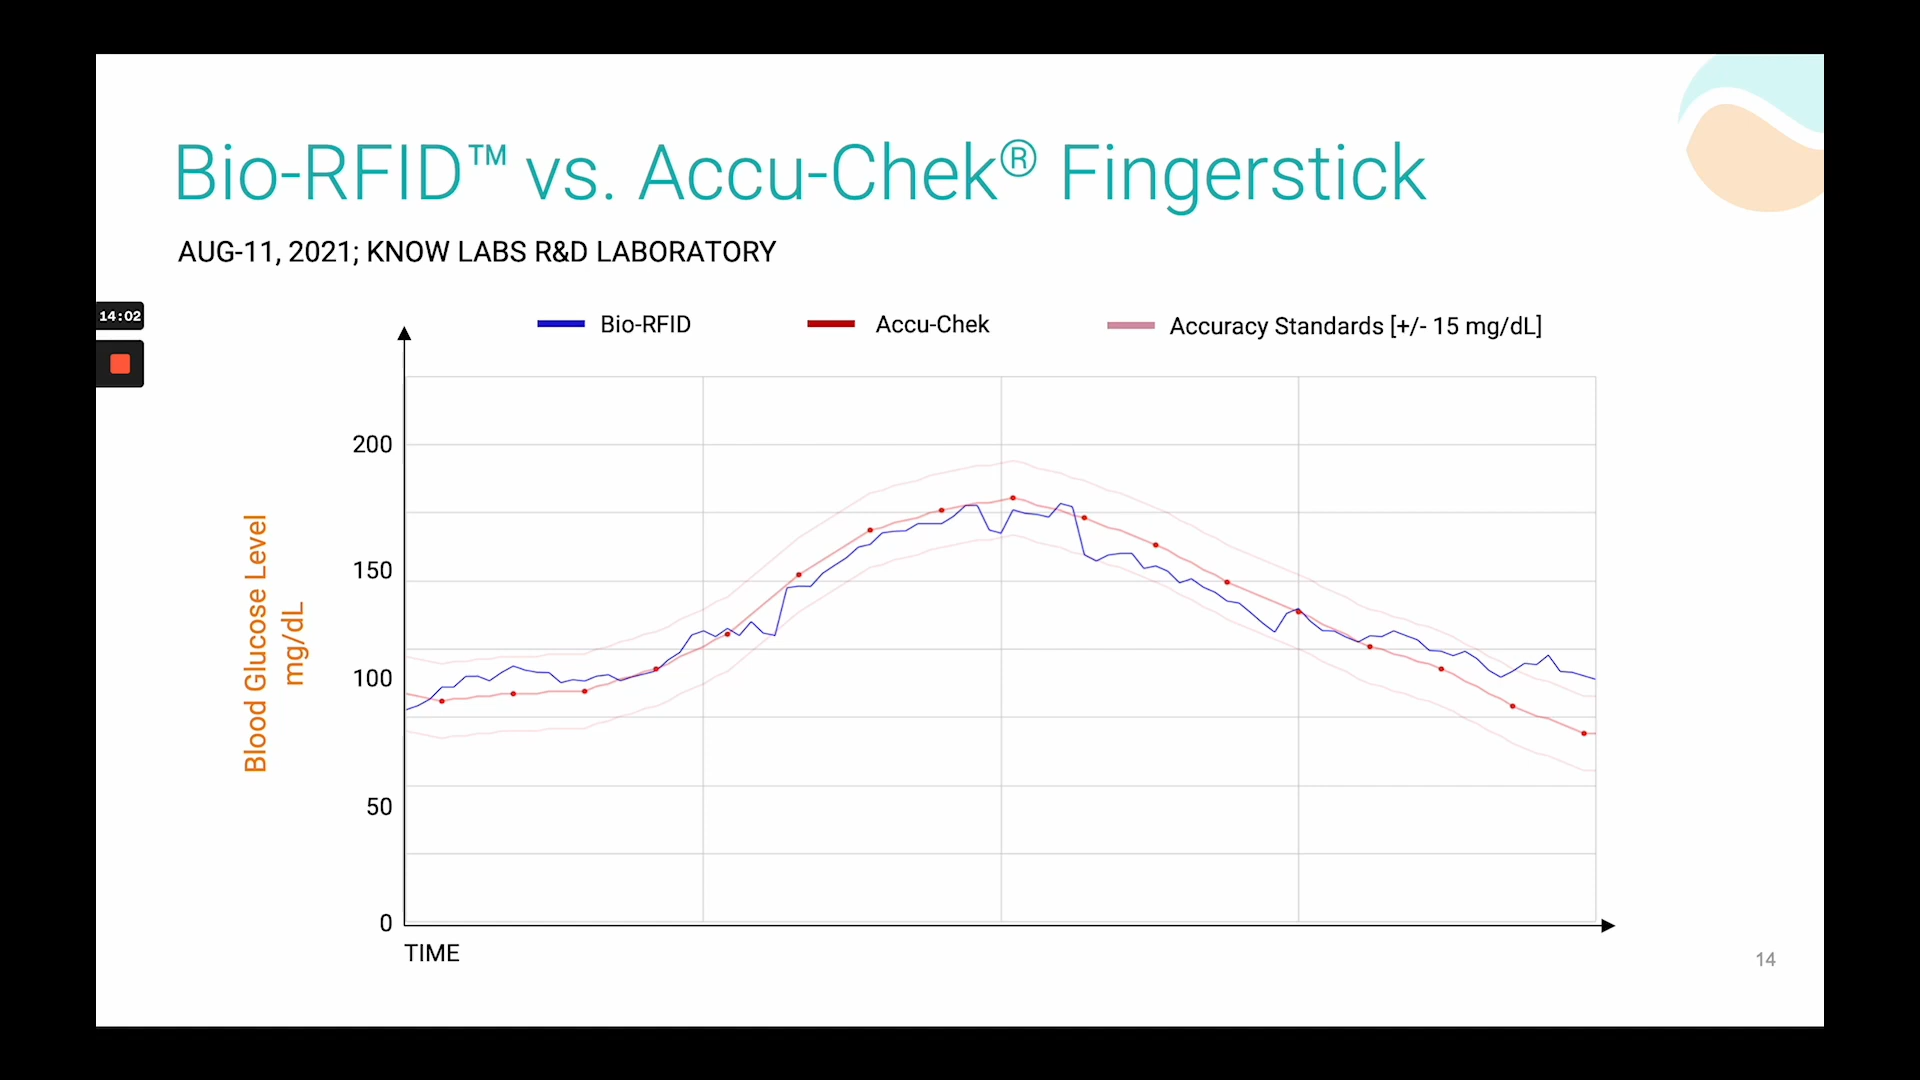 Bio-RFID™ vs. Accu-Chek® Fingerstick
AUG-11, 2021; KNOW LABS R&D LABORATORY
14:02
Bio-RFID
Accu-Chek
Accuracy Standards [+/- 15 mg/dL]
Blood Glucose Level
mg/dL
200
150
100
50
0
TIME
14